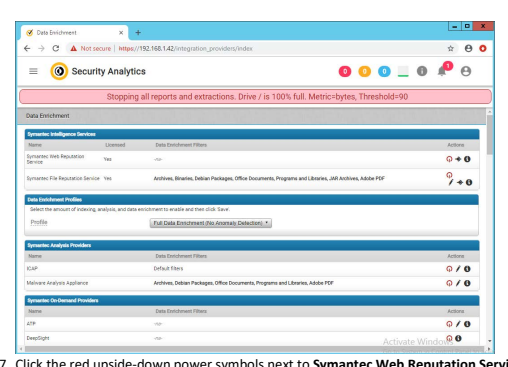 Data Enrichment
Not secure | https://192.168.1.42/integration_providers/index
Security Analytics
0 0 0 1
Stopping all reports and extractions. Drive / is 100% full. Metric=bytes, Threshold=90
Data Enrichment
Symantec Intelligence Services
Name Licensed Data Enrichment Filters Actions
Symantec Web Reputation Service Yes
Symantec File Reputation Service Yes Archives, Binaries, Debian Packages, Office Documents, Programs and Libraries, JAR Archives, Adobe PDF
Data Enrichment Profiles
Select the amount of indexing, analysis, and data enrichment to enable and then click Save.
Profile Full Data Enrichment (No Anomaly Detection)
Symantec Analysis Providers
Name Data Enrichment Filters Actions
ICAP Default filters
Malware Analysis Appliance Archives, Debian Packages, Office Documents, Programs and Libraries, Adobe PDF
Symantec On-Demand Providers
Name Data Enrichment Filters Actions
ATP
DeepSight
Activate Windows
7. Click the red upside-down power symbols next to Symantec Web Reputation Servi